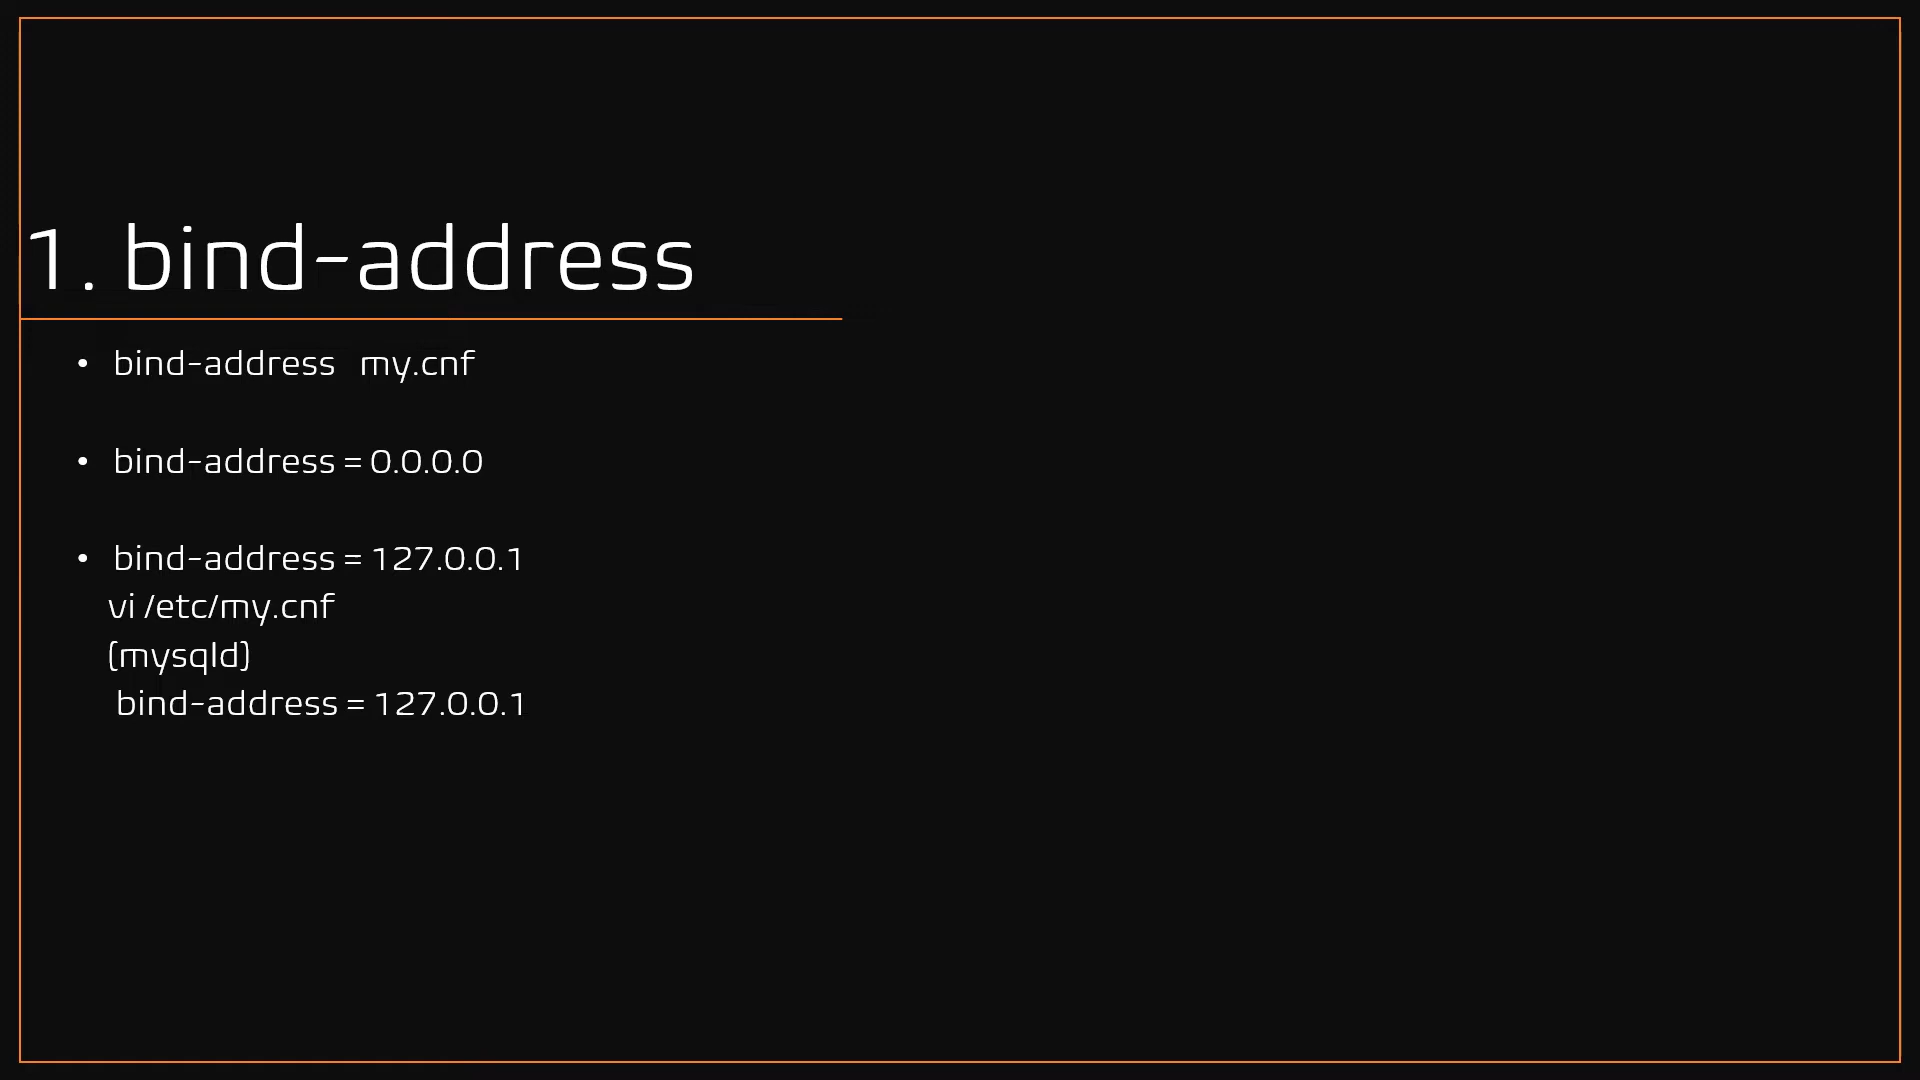 1. bind-address
• bind-address my.cnf
• bind-address = 0.0.0.0
• bind-address = 127.0.0.1
vi /etc/my.cnf
[mysqld]
bind-address = 127.0.0.1